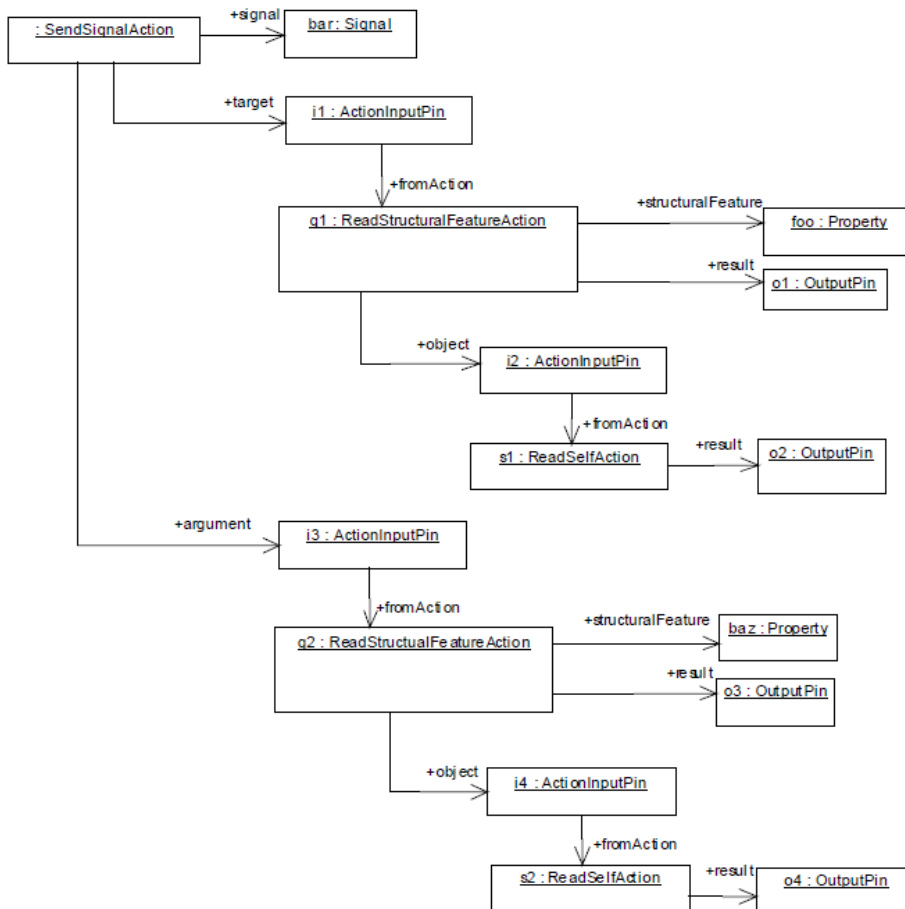 +signal
: SendSignalAction
bar: Signal
+target
i1 : ActionInputPin
+fromAction
+structuralFeature
g1 : ReadStructuralFeatureAction
foo : Property
+result
o1 : OutputPin
+object
i2 : ActionInputPin
+fromAction
+result
s1 : ReadSelfAction
o2 : OutputPin
+argument
i3 : ActionInputPin
+fromAction
+structuralFeature
g2 : ReadStructualFeatureAction
baz : Property
+result
o3 : OutputPin
+object
i4 : ActionInputPin
+fromAction
+result
s2 : ReadSelfAction
o4 : OutputPin